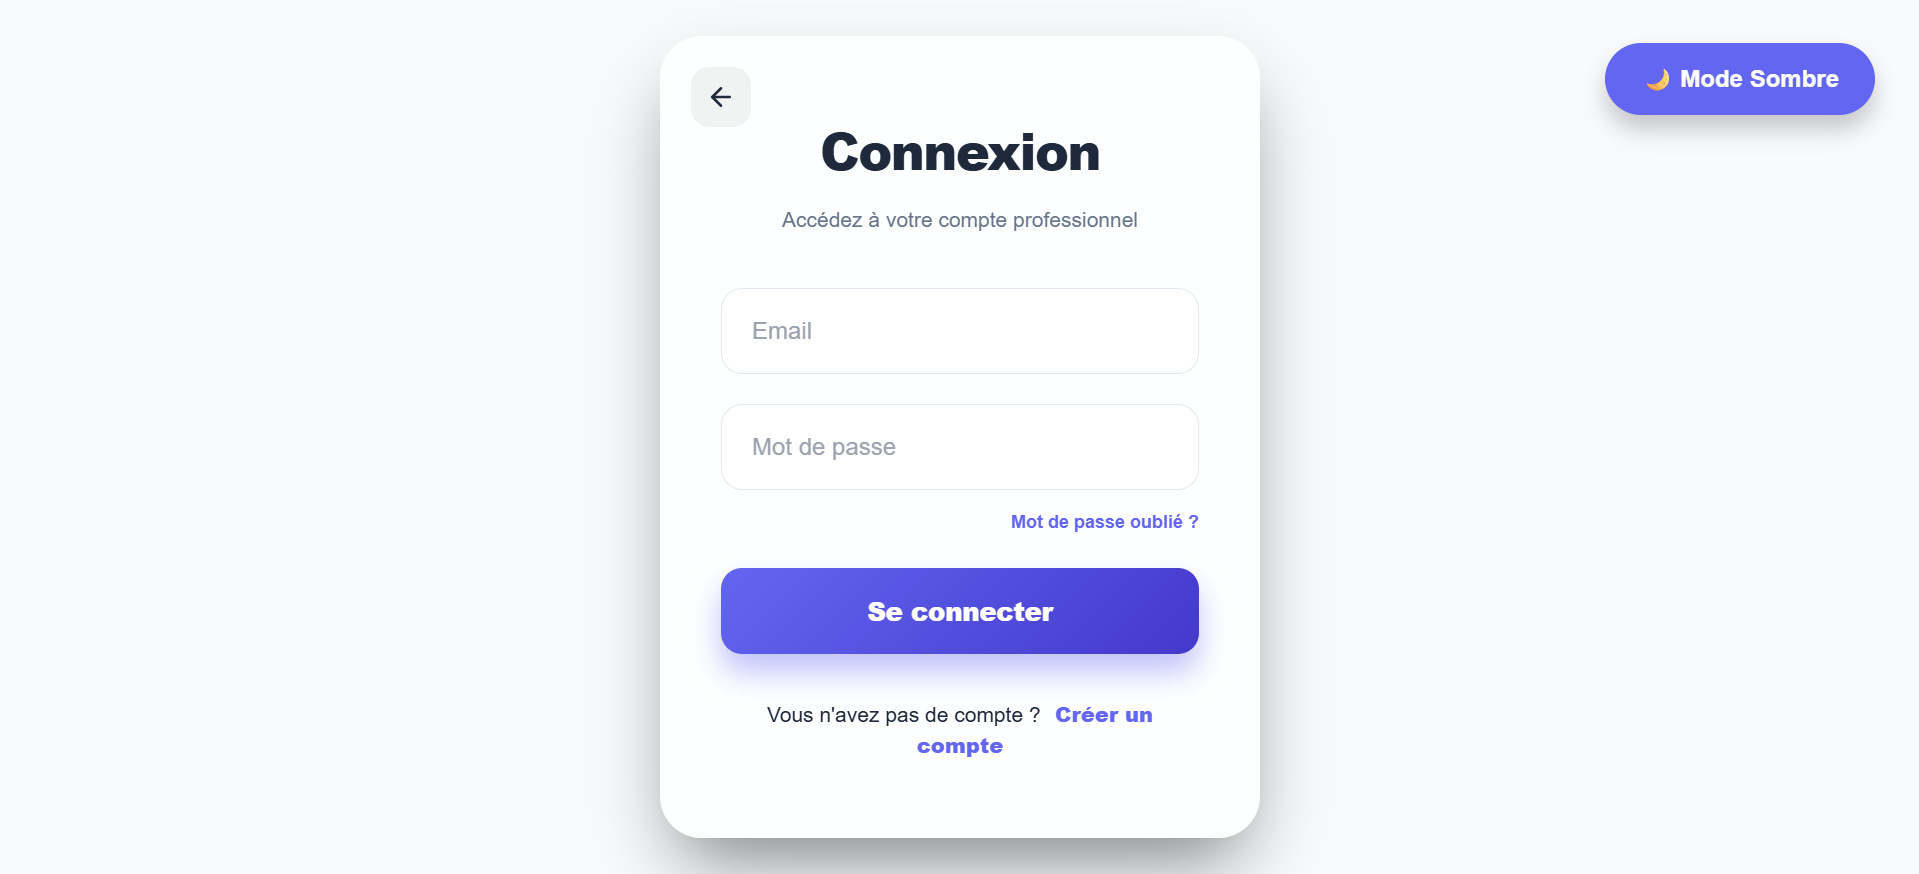 🌙 Mode Sombre
Connexion
Accédez à votre compte professionnel
Email
Mot de passe
Mot de passe oublié ?
Se connecter
Vous n'avez pas de compte ? Créer un
compte